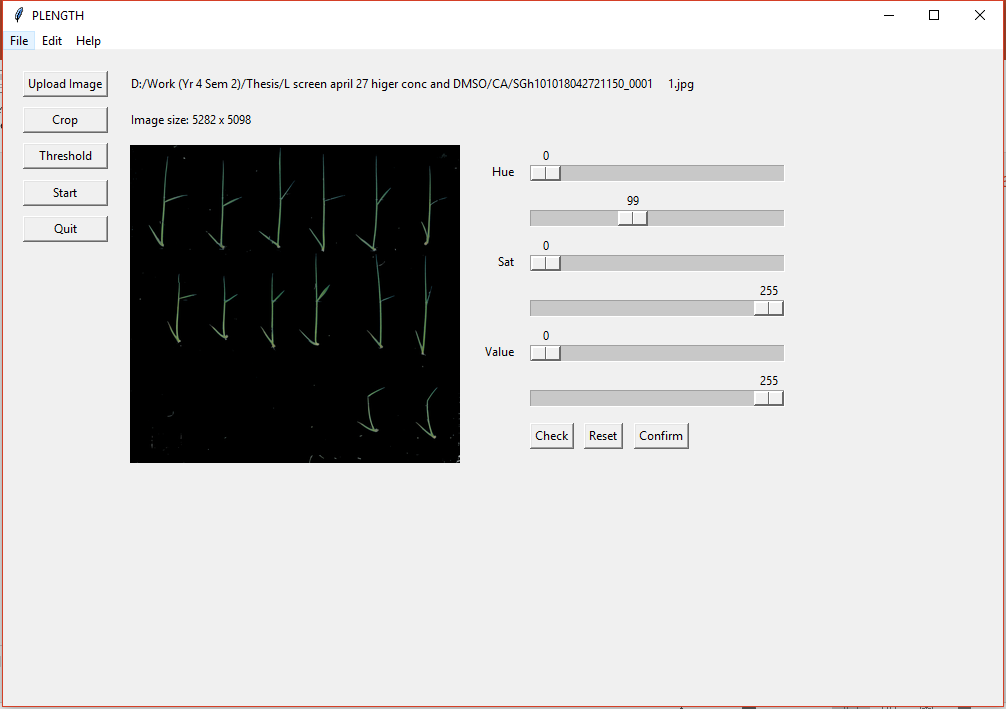 PLENGTH
File Edit Help
Upload Image D:/Work (Yr 4 Sem 2)/Thesis/L screen april 27 higer conc and DMSO/CA/SGh101018042721150_0001 1.jpg
Crop Image size: 5282 x 5098
Threshold
Start
Quit
0
Hue
99
0
Sat
255
0
Value
255
Check Reset Confirm